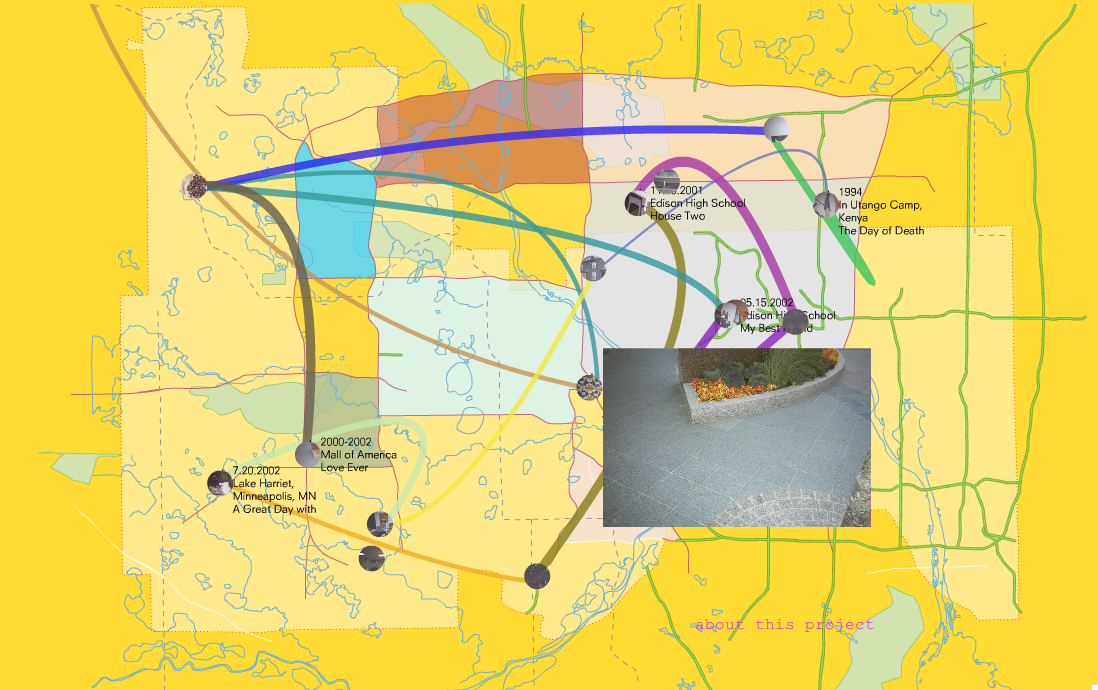 2001
Edison High School
House Two
1994
In Utango Camp,
Kenya
The Day of Death
05.15.2002
Edison High School
My Best
2000-2002
Mall of America
Love Ever
7.20.2002
Lake Harriet,
Minneapolis, MN
A Great Day with
about this project